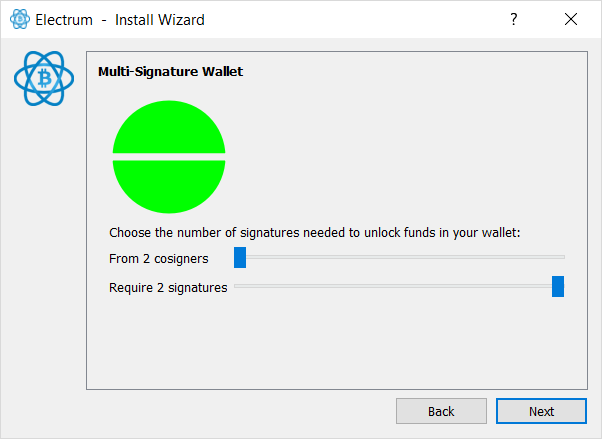 Electrum - Install Wizard
Multi-Signature Wallet
Choose the number of signatures needed to unlock funds in your wallet:
From 2 cosigners
Require 2 signatures
Back
Next